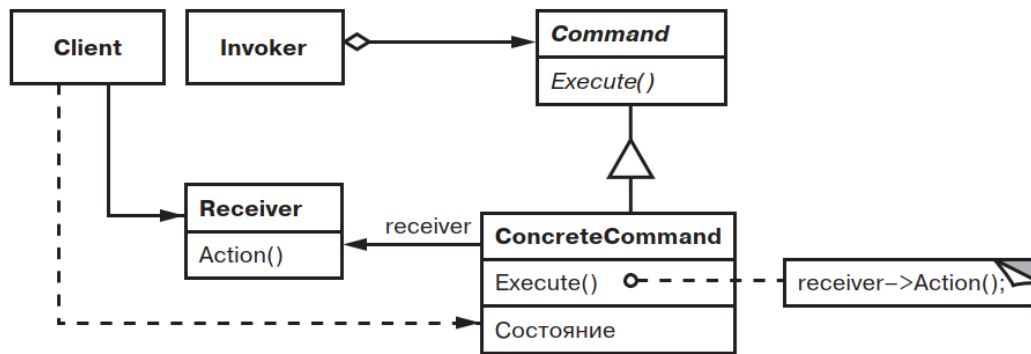 Client
Invoker
Command
Execute()
Receiver
Action()
receiver
ConcreteCommand
Execute()
Состояние
receiver–>Action();